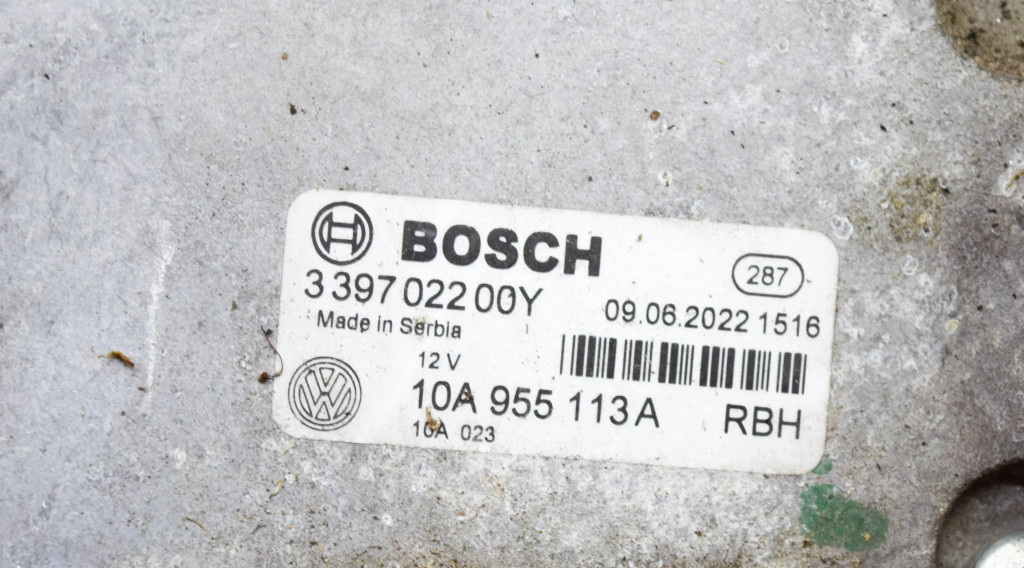 BOSCH
287
3 397 022 00Y
09.06.2022 1516
Made in Serbia
12 V
10A 955 113A RBH
10A 023